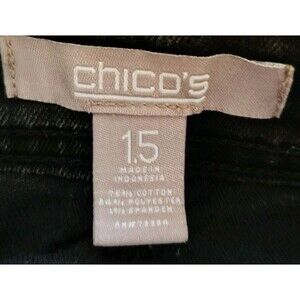 chico's
1.5
MADE IN
INDONESIA
COTTON
POLYESTER
SPANDEX